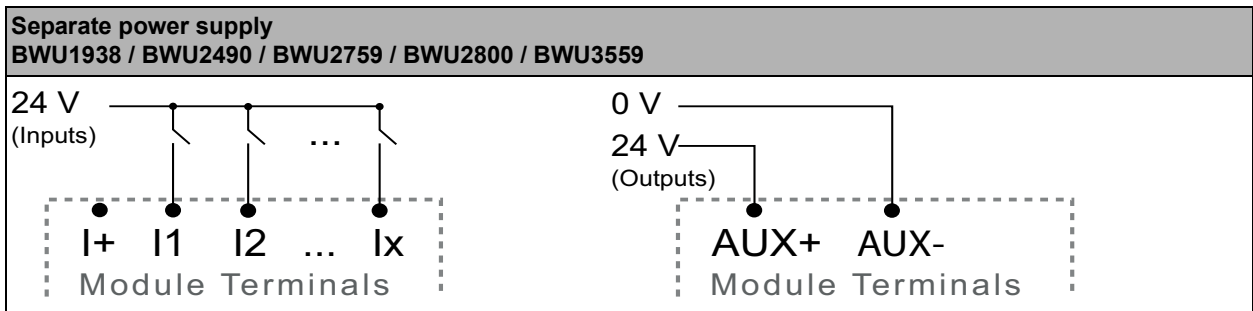 Separate power supply
BWU1938 / BWU2490 / BWU2759 / BWU2800 / BWU3559
24 V
(Inputs)
...
I+ I1 I2 ... Ix
Module Terminals
0 V
24 V
(Outputs)
AUX+ AUX-
Module Terminals